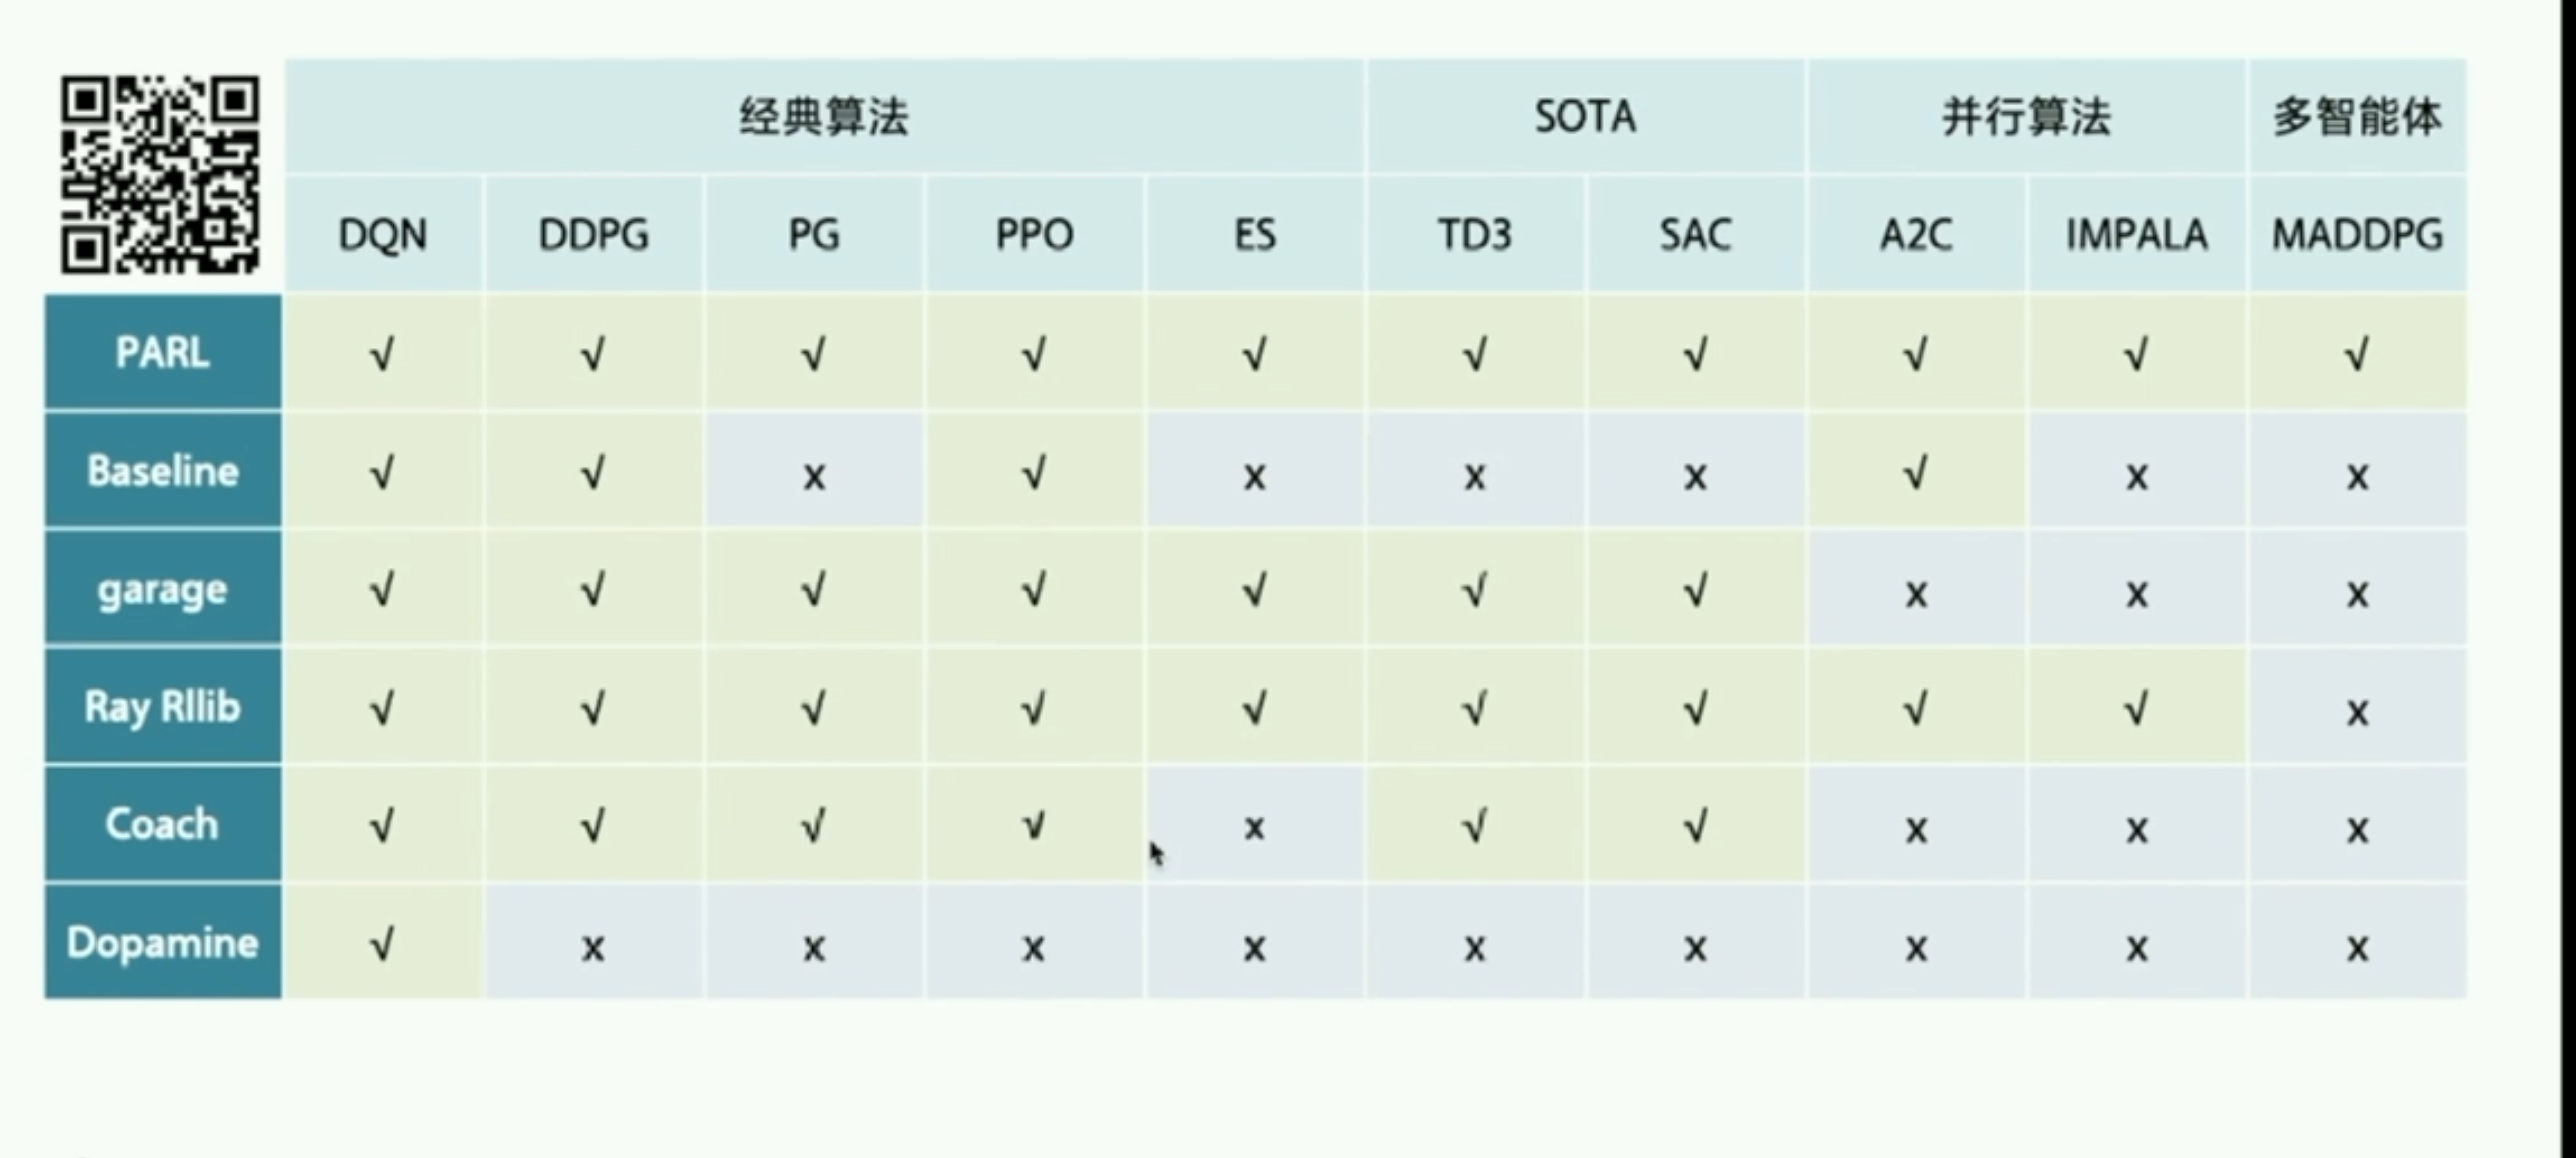 经典算法 SOTA 并行算法 多智能体
DQN DDPG PG PPO ES TD3 SAC A2C IMPALA MADDPG
PARL √ √ √ √ √ √ √ √ √ √
Baseline √ √ x √ x x x √ x x
garage √ √ √ √ √ √ √ x x x
Ray Rllib √ √ √ √ √ √ √ √ √ x
Coach √ √ √ √ x √ √ x x x
Dopamine √ x x x x x x x x x